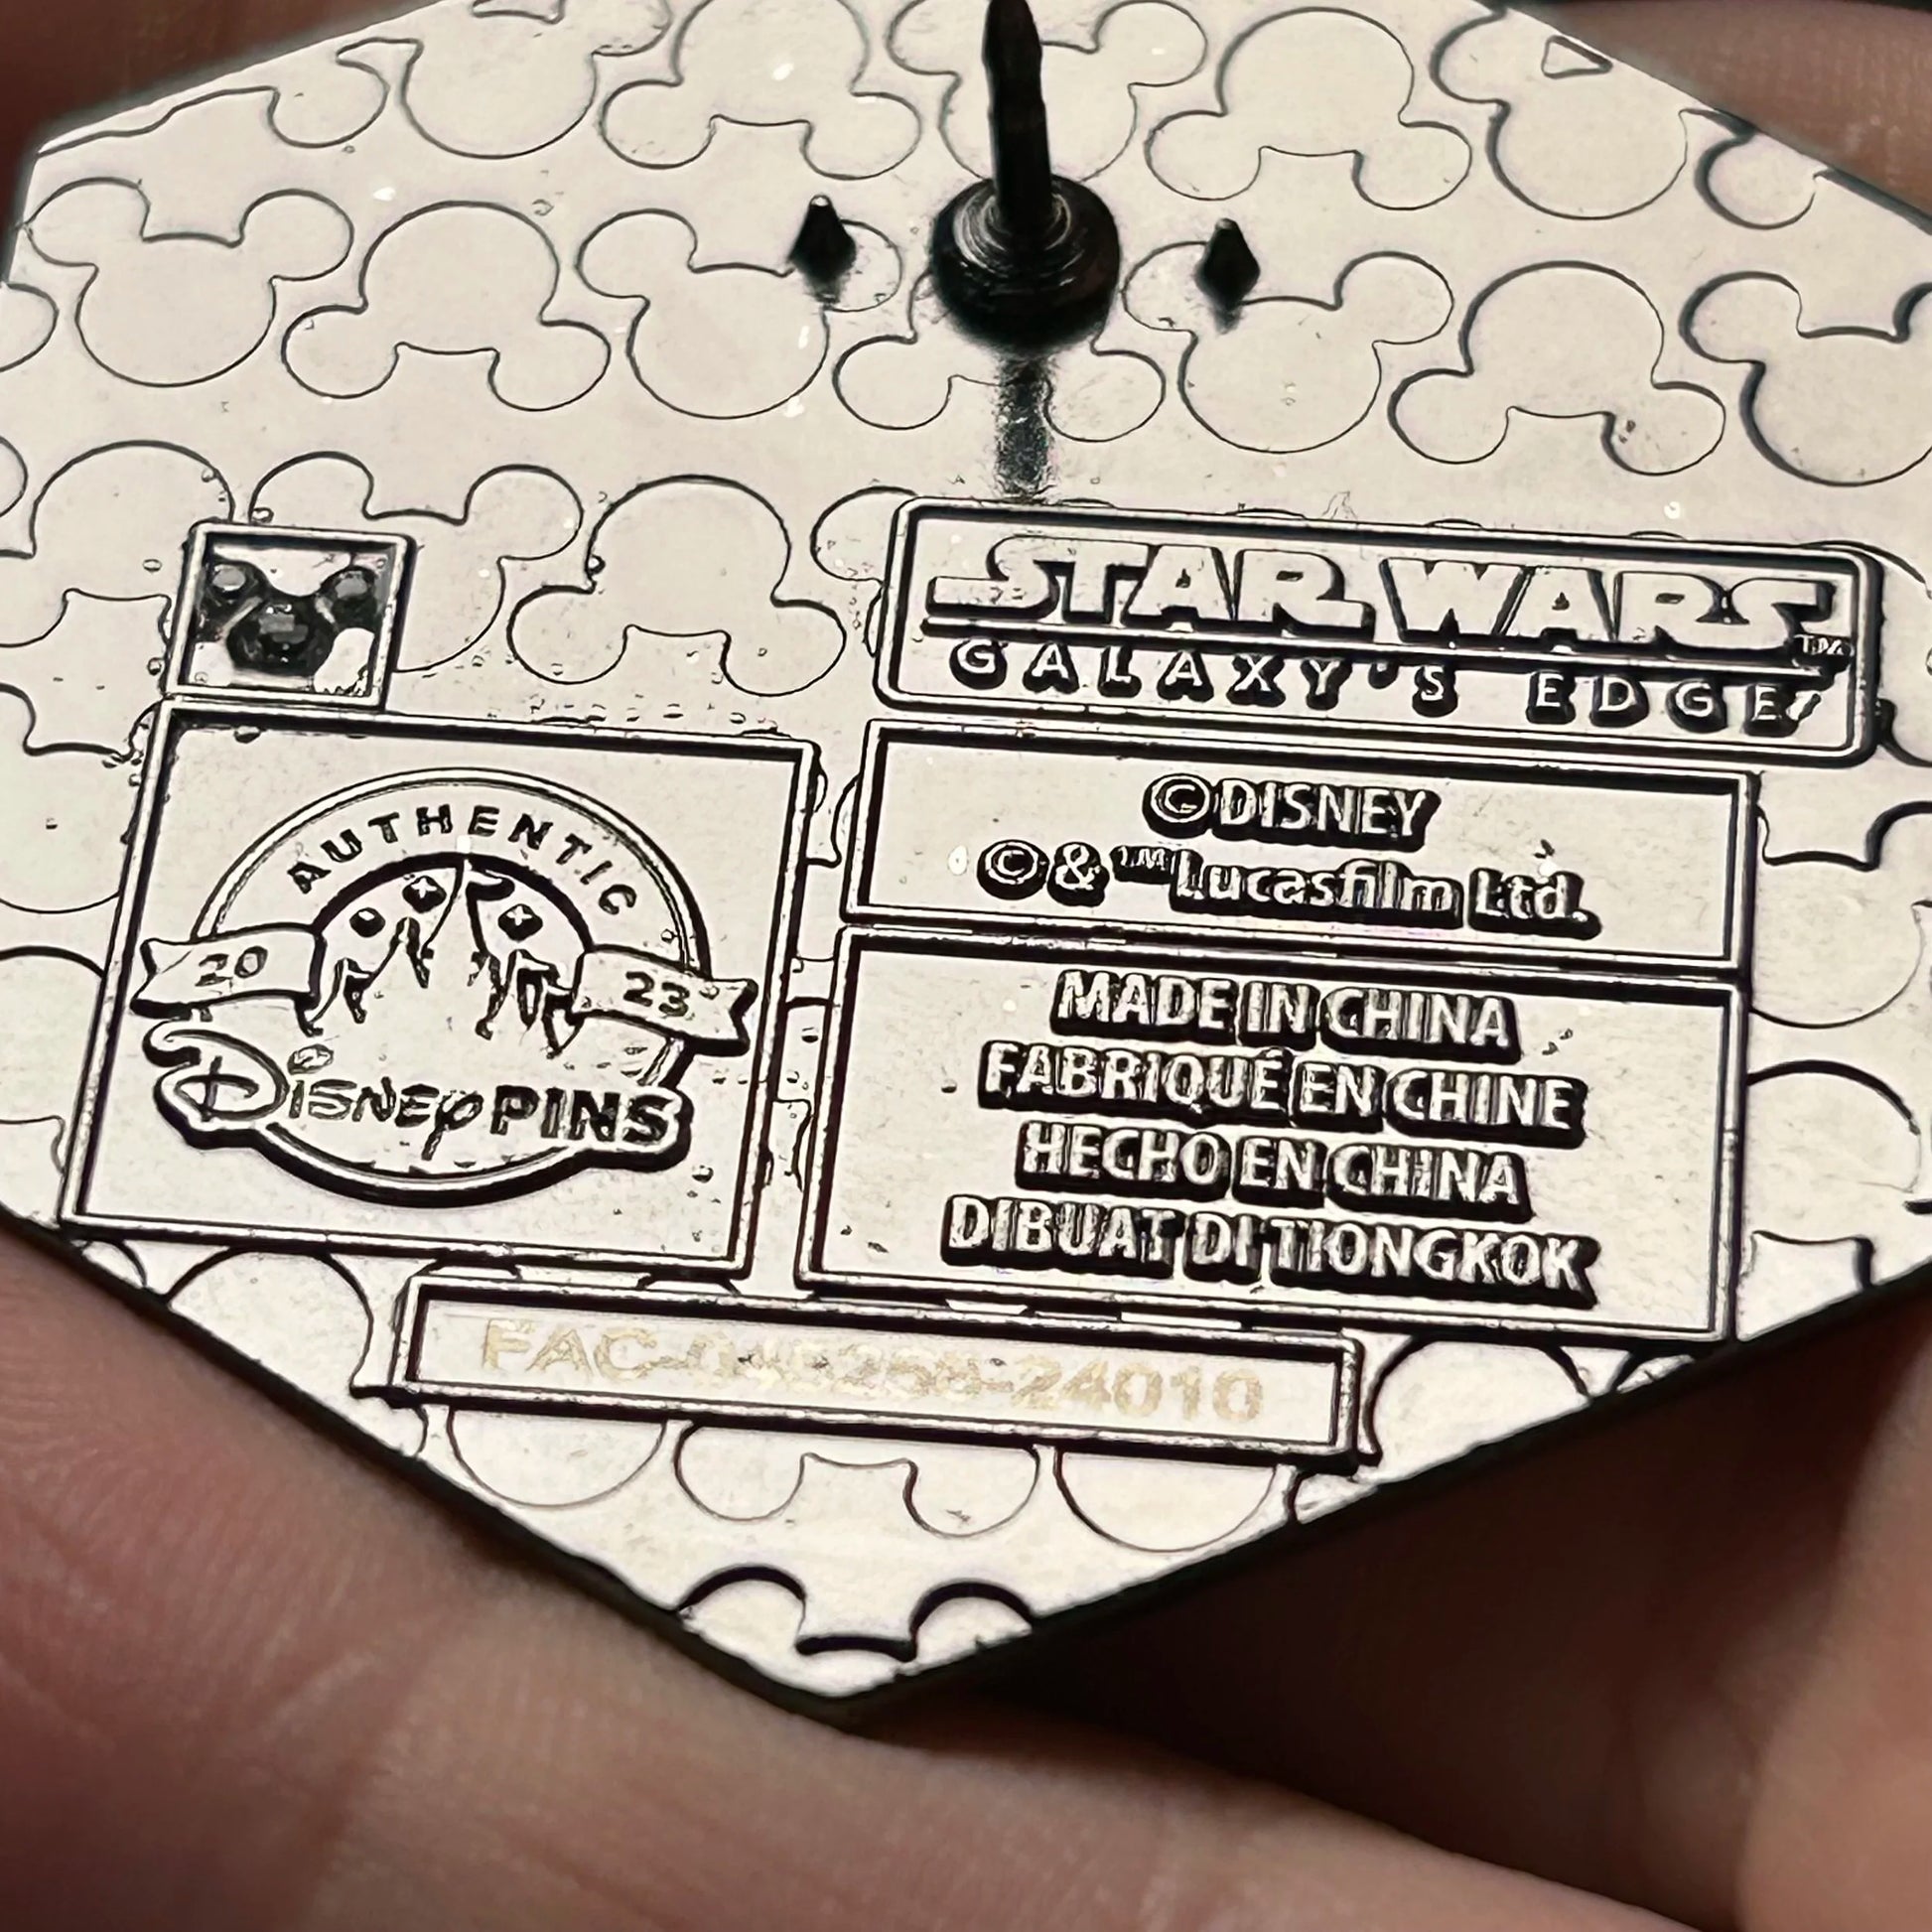 STAR WARS™
GALAXY'S EDGE
AUTHENTIC
20 23
Disney PINS
©DISNEY
©&™Lucasfilm Ltd.
MADE IN CHINA
FABRIQUÉ EN CHINE
HECHO EN CHINA
DIBUAT DI TIONGKOK